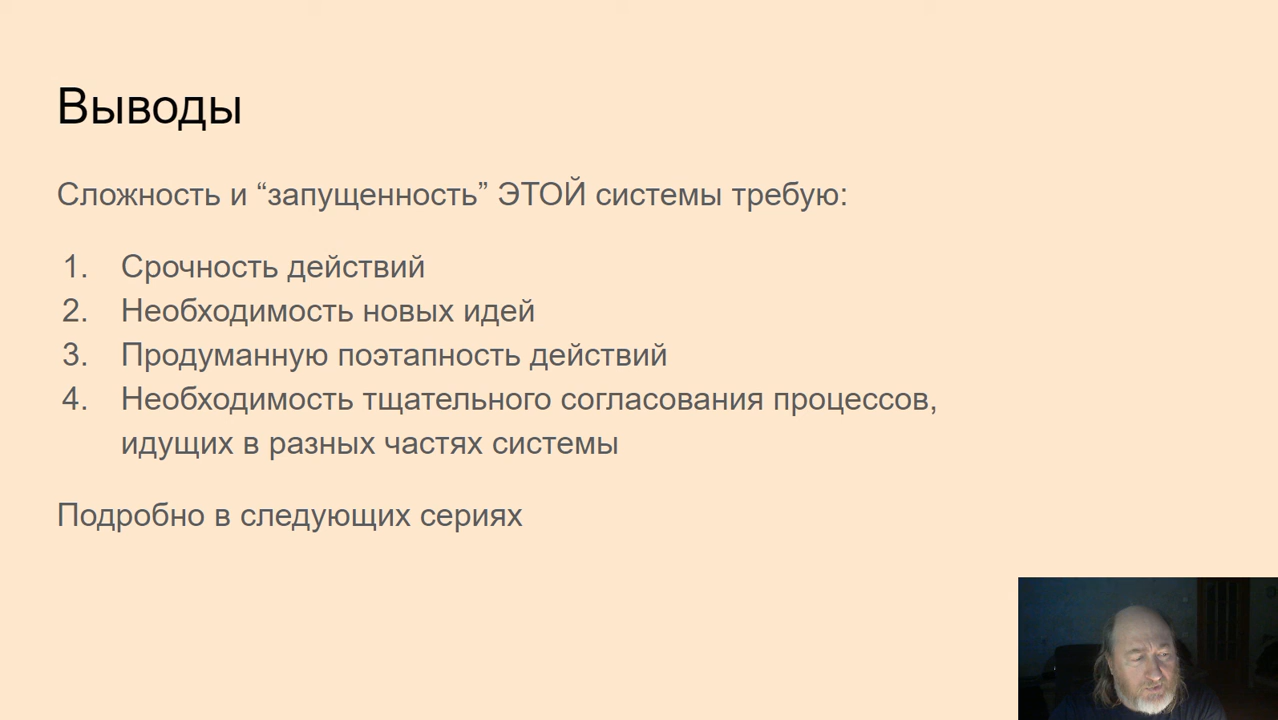 Выводы
Сложность и “запущенность” ЭТОЙ системы требую:
1. Срочность действий
2. Необходимость новых идей
3. Продуманную поэтапность действий
4. Необходимость тщательного согласования процессов,
идущих в разных частях системы
Подробно в следующих сериях